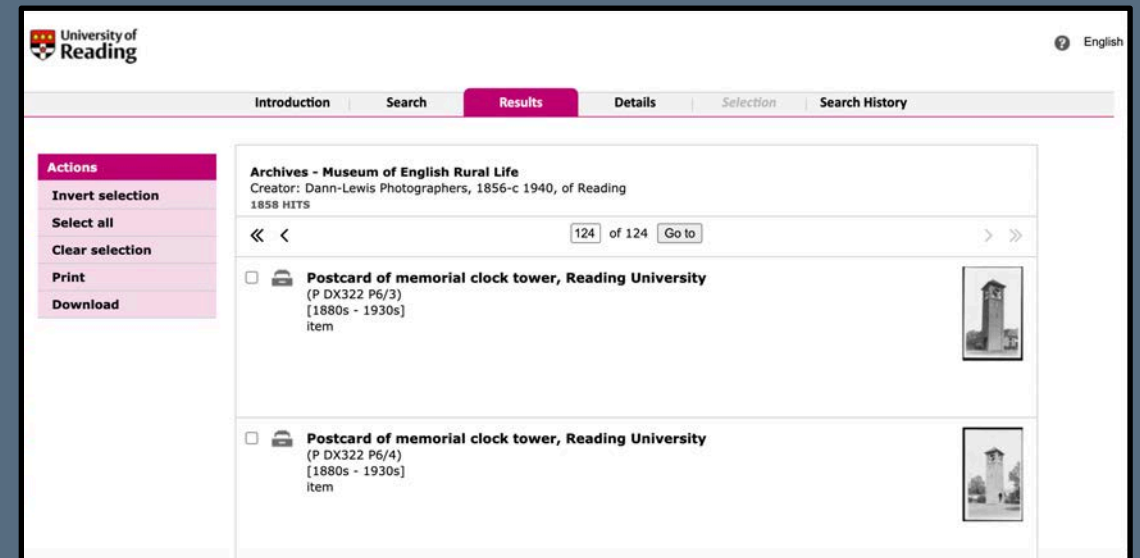 University of
Reading
English
Introduction
Search
Results
Details
Selection
Search History
Actions
Invert selection
Select all
Clear selection
Print
Download
Archives - Museum of English Rural Life
Creator: Dann-Lewis Photographers, 1856-c 1940, of Reading
1858 HITS
124 of 124 Go to
Postcard of memorial clock tower, Reading University
(P DX322 P6/3)
[1880s - 1930s]
item
Postcard of memorial clock tower, Reading University
(P DX322 P6/4)
[1880s - 1930s]
item